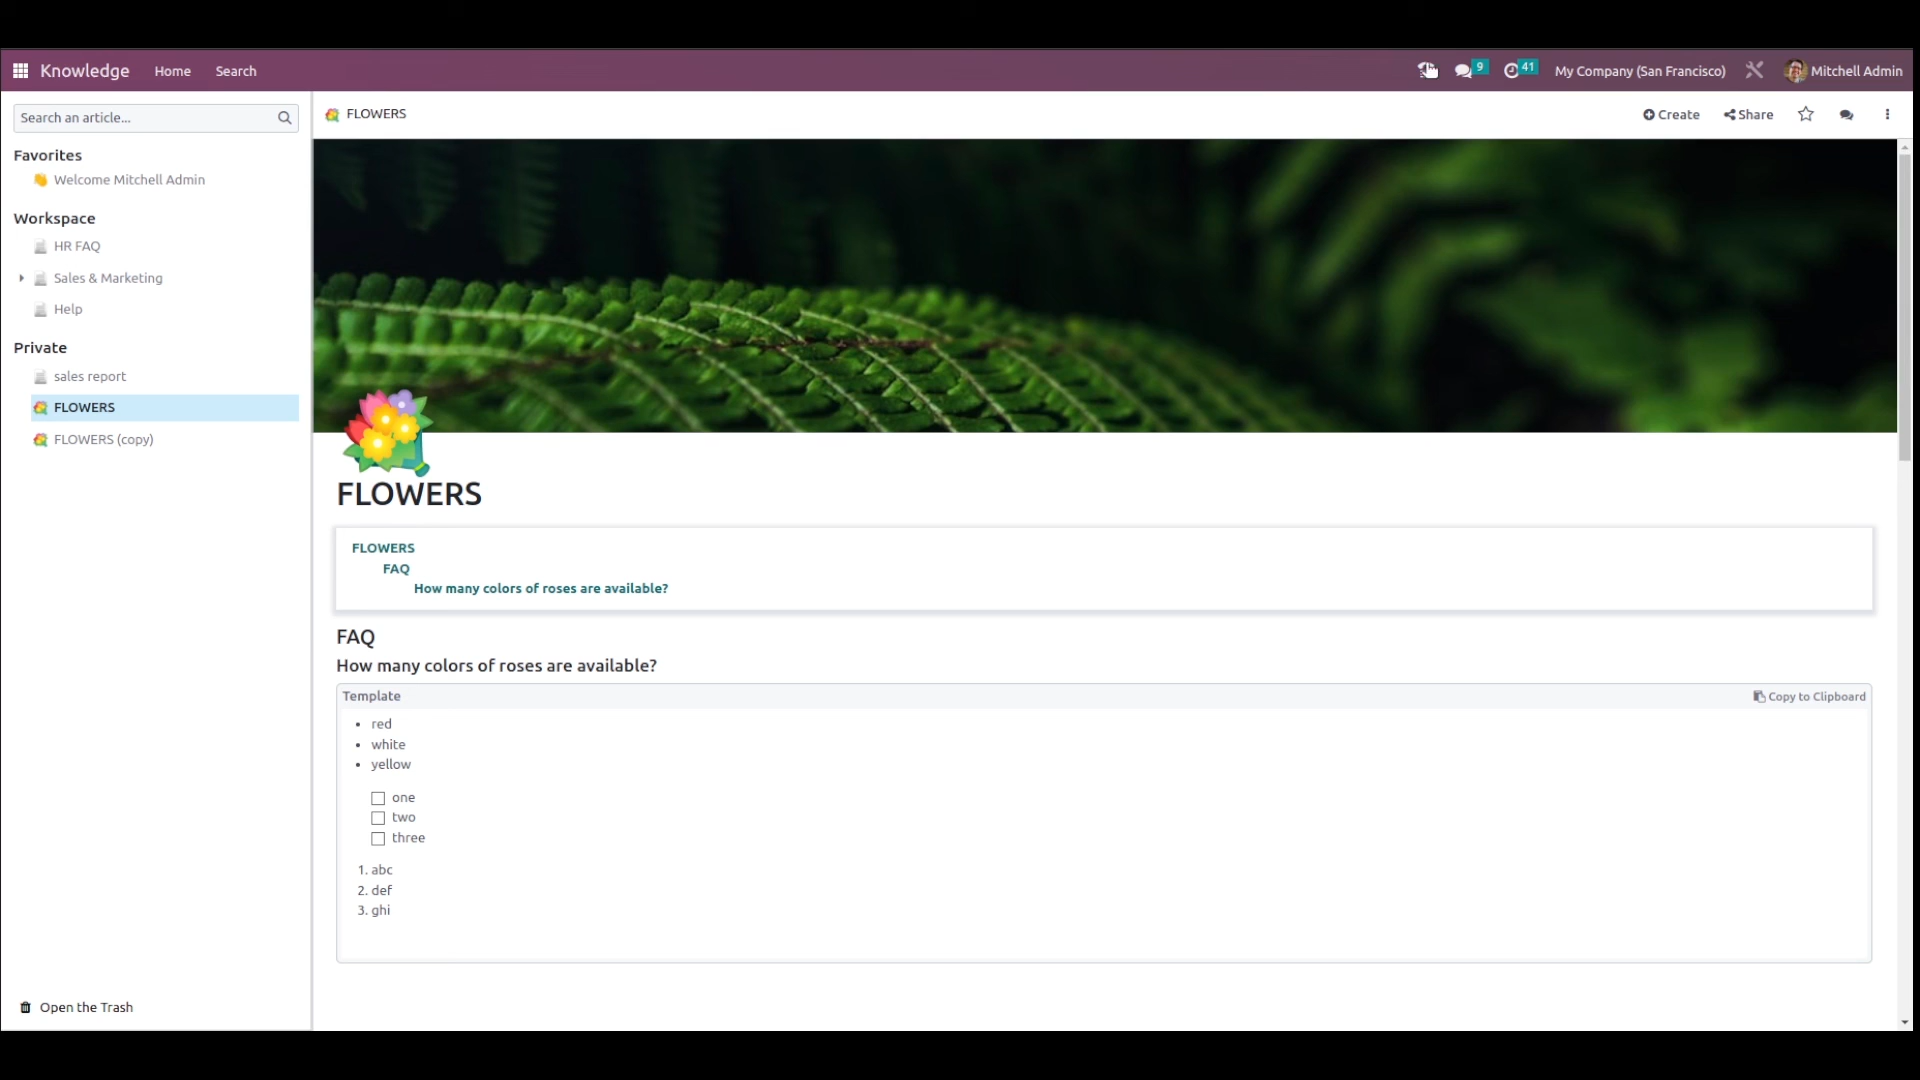 Knowledge Home Search 9 41 My Company (San Francisco) Mitchell Admin
Search an article...
FLOWERS
Create Share
Favorites
Welcome Mitchell Admin
Workspace
HR FAQ
Sales & Marketing
Help
Private
sales report
FLOWERS
FLOWERS (copy)
Open the Trash
FLOWERS
FLOWERS
FAQ
How many colors of roses are available?
FAQ
How many colors of roses are available?
Template Copy to Clipboard
• red
• white
• yellow
one
two
three
1. abc
2. def
3. ghi